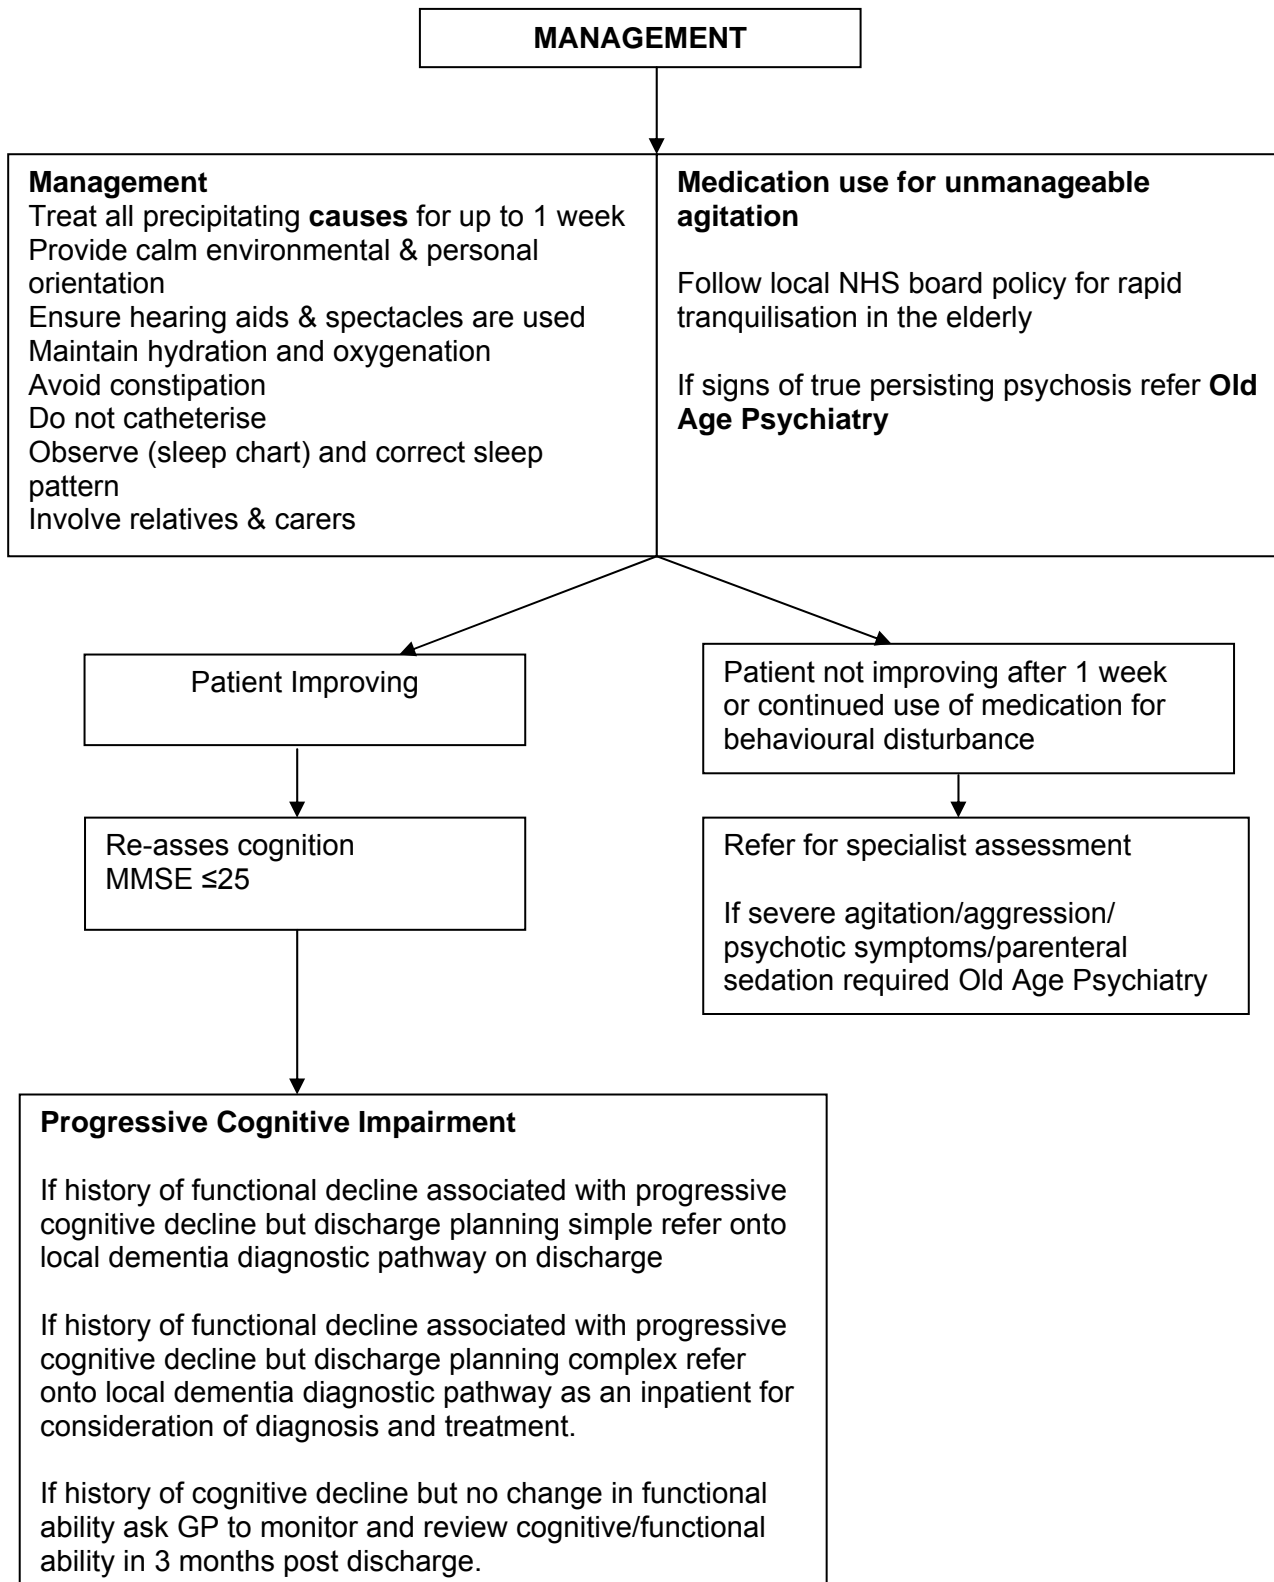 MANAGEMENT
Management
Treat all precipitating causes for up to 1 week
Provide calm environmental & personal
orientation
Ensure hearing aids & spectacles are used
Maintain hydration and oxygenation
Avoid constipation
Do not catheterise
Observe (sleep chart) and correct sleep
pattern
Involve relatives & carers
Medication use for unmanageable
agitation
Follow local NHS board policy for rapid
tranquilisation in the elderly
If signs of true persisting psychosis refer Old
Age Psychiatry
Patient Improving
Patient not improving after 1 week
or continued use of medication for
behavioural disturbance
Re-asses cognition
MMSE ≤25
Refer for specialist assessment
If severe agitation/aggression/
psychotic symptoms/parenteral
sedation required Old Age Psychiatry
Progressive Cognitive Impairment
If history of functional decline associated with progressive
cognitive decline but discharge planning simple refer onto
local dementia diagnostic pathway on discharge
If history of functional decline associated with progressive
cognitive decline but discharge planning complex refer
onto local dementia diagnostic pathway as an inpatient for
consideration of diagnosis and treatment.
If history of cognitive decline but no change in functional
ability ask GP to monitor and review cognitive/functional
ability in 3 months post discharge.